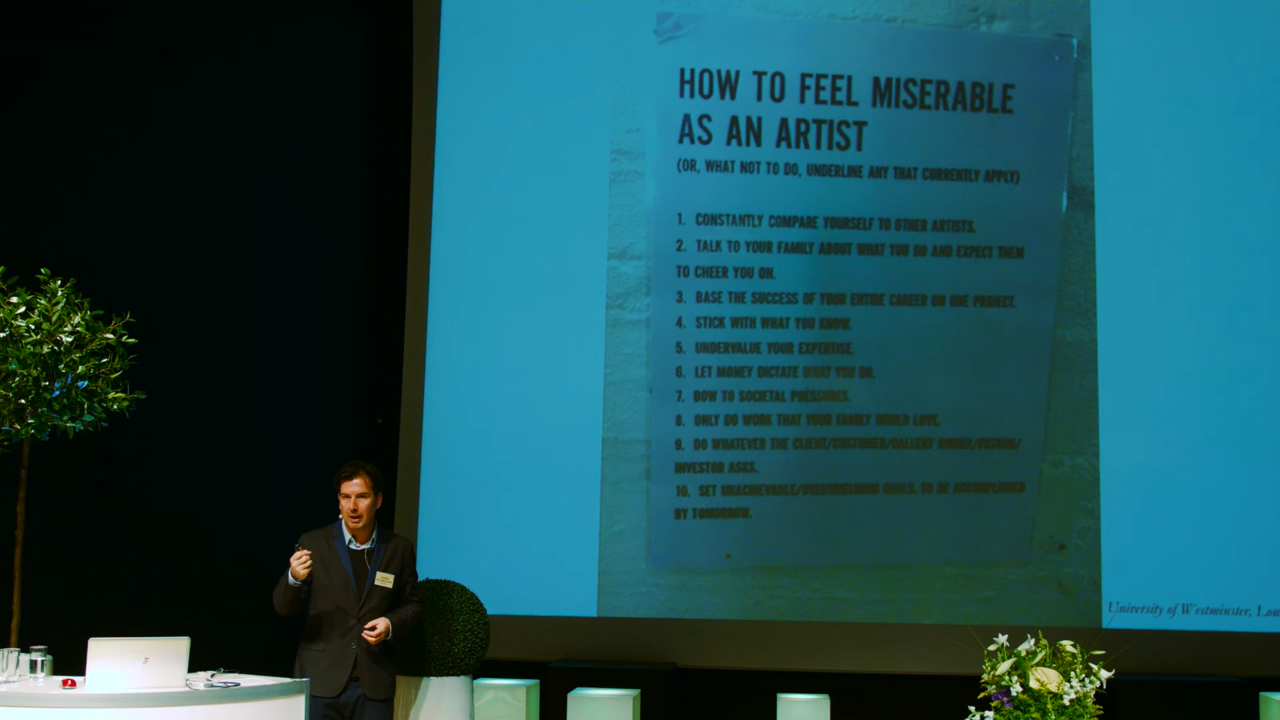 HOW TO FEEL MISERABLE
AS AN ARTIST
(OR, WHAT NOT TO DO, UNDERLINE ANY THAT CURRENTLY APPLY)
1. CONSTANTLY COMPARE YOURSELF TO OTHER ARTISTS.
2. TALK TO YOUR FAMILY ABOUT WHAT YOU DO AND EXPECT THEM
TO CHEER YOU ON.
3. BASE THE SUCCESS OF YOUR ENTIRE CAREER ON ONE PROJECT.
4. STICK WITH WHAT YOU KNOW.
5. UNDERVALUE YOUR EXPERTISE.
6. LET MONEY DICTATE WHAT YOU DO.
7. BOW TO SOCIETAL PRESSURES.
8. ONLY DO WORK THAT YOUR FAMILY WOULD LOVE.
9. DO WHATEVER THE CLIENT/CUSTOMER/GALLERY OWNER/PATRON/
INVESTOR ASKS.
10. SET UNACHIEVABLE/OVERWHELMING GOALS. TO BE ACCOMPLISHED
BY TOMORROW.
University of Westminster, Lon